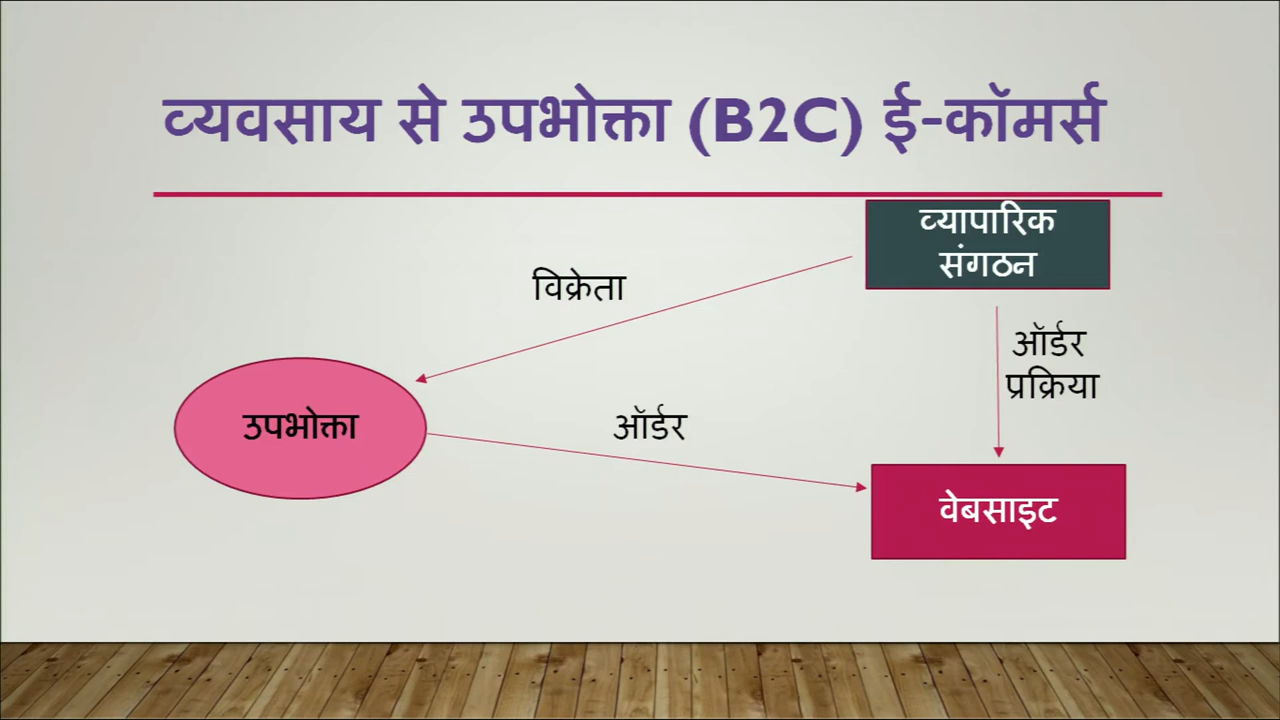 व्यवसाय से उपभोक्ता (B2C) ई-कॉमर्स
व्यापारिक
संगठन
विक्रेता
ऑर्डर
प्रक्रिया
उपभोक्ता
ऑर्डर
वेबसाइट